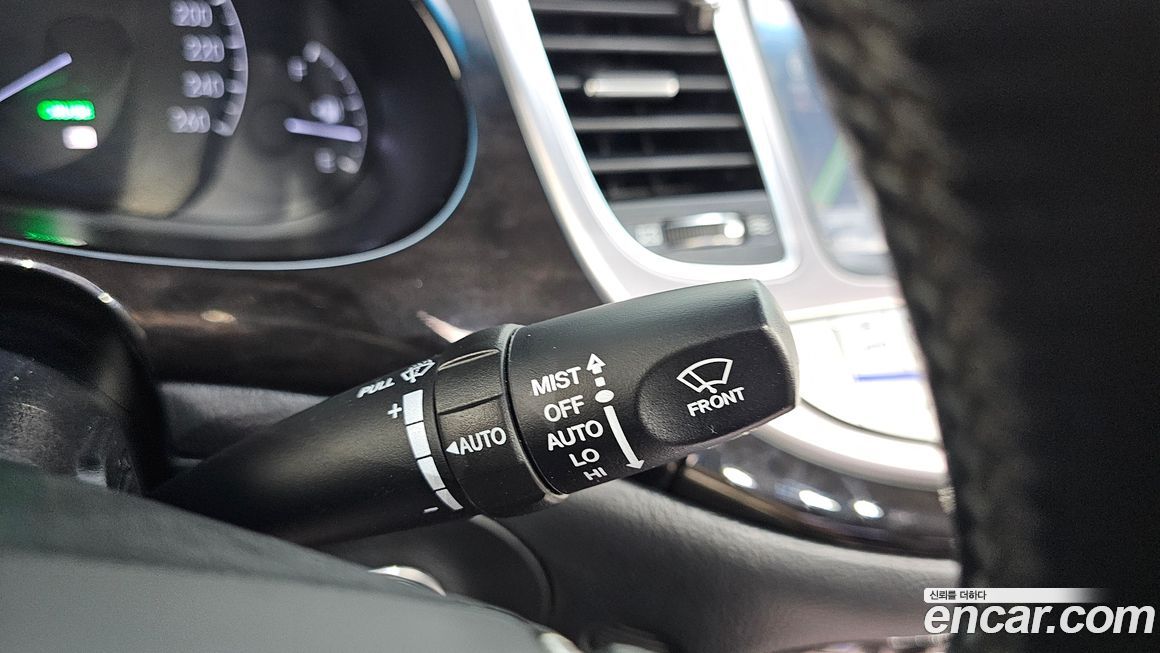 200
220
240
260
PULL
+
-
◀AUTO
MIST
OFF
AUTO
LO
HI
FRONT
신뢰를 더하다
encar.com